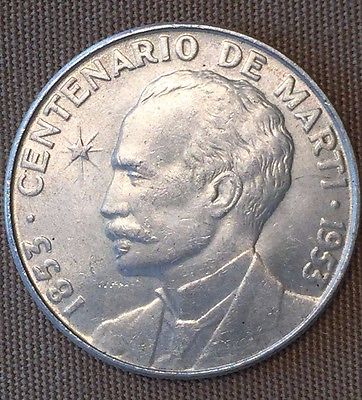 1853 · CENTENARIO DE MARTI · 1953